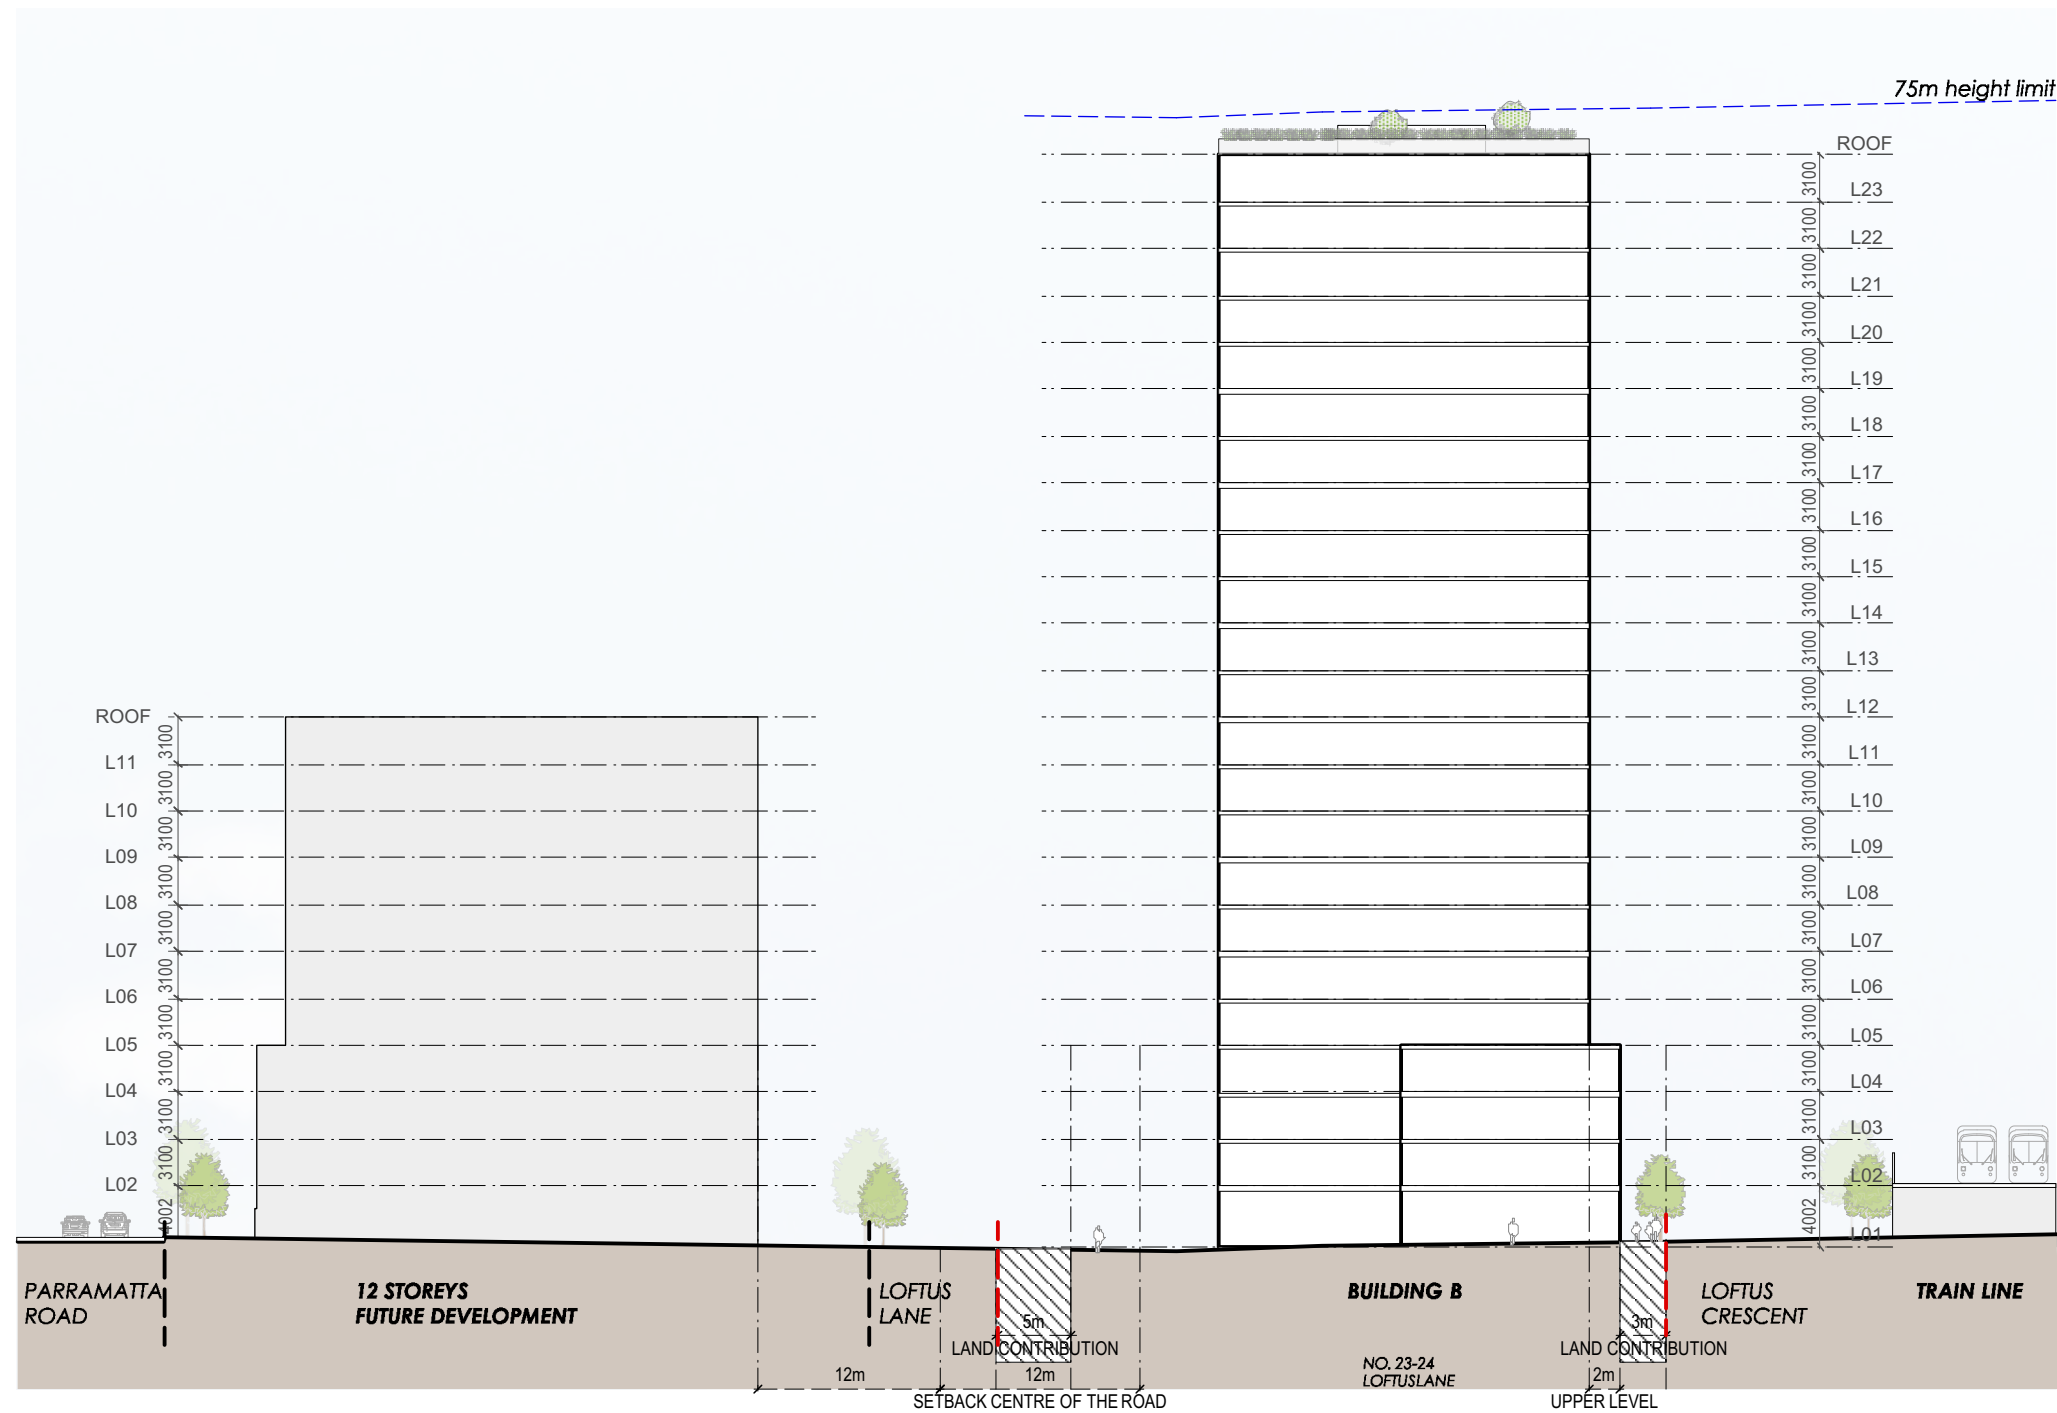 75m height limit
ROOF
3100
L23
3100
L22
3100
L21
3100
L20
3100
L19
3100
L18
3100
L17
3100
L16
3100
L15
3100
L14
3100
L13
3100
L12
3100
L11
3100
L10
3100
L09
3100
L08
3100
L07
3100
L06
3100
L05
3100
L04
3100
L03
3100
L02
4002
L01
ROOF
3100
L11
3100
L10
3100
L09
3100
L08
3100
L07
3100
L06
3100
L05
3100
L04
3100
L03
3100
L02
4002
PARRAMATTA
ROAD
12 STOREYS
FUTURE DEVELOPMENT
LOFTUS
LANE
5m
LAND CONTRIBUTION
12m
12m
SETBACK CENTRE OF THE ROAD
BUILDING B
NO. 23-24
LOFTUSLANE
3m
LAND CONTRIBUTION
2m
UPPER LEVEL
LOFTUS
CRESCENT
TRAIN LINE